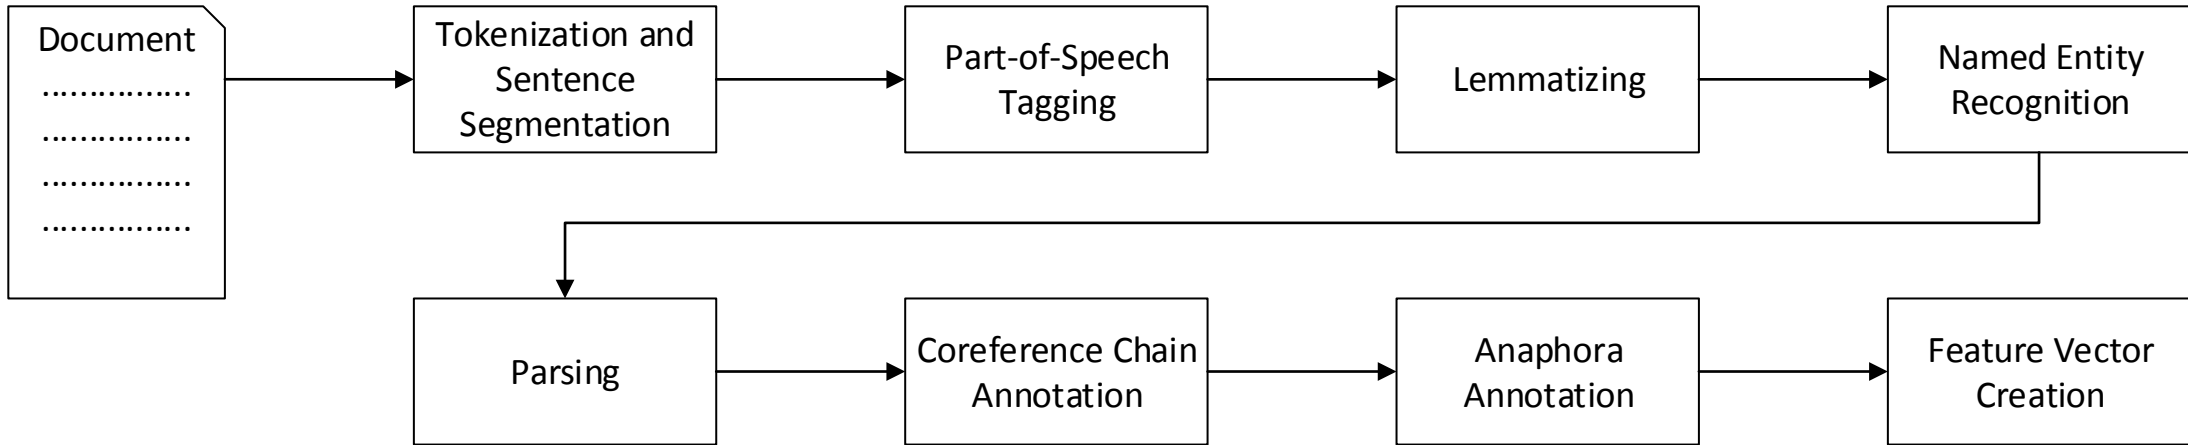 Document
................
................
................
................
Tokenization and
Sentence
Segmentation
Part-of-Speech
Tagging
Lemmatizing
Named Entity
Recognition
Parsing
Coreference Chain
Annotation
Anaphora
Annotation
Feature Vector
Creation